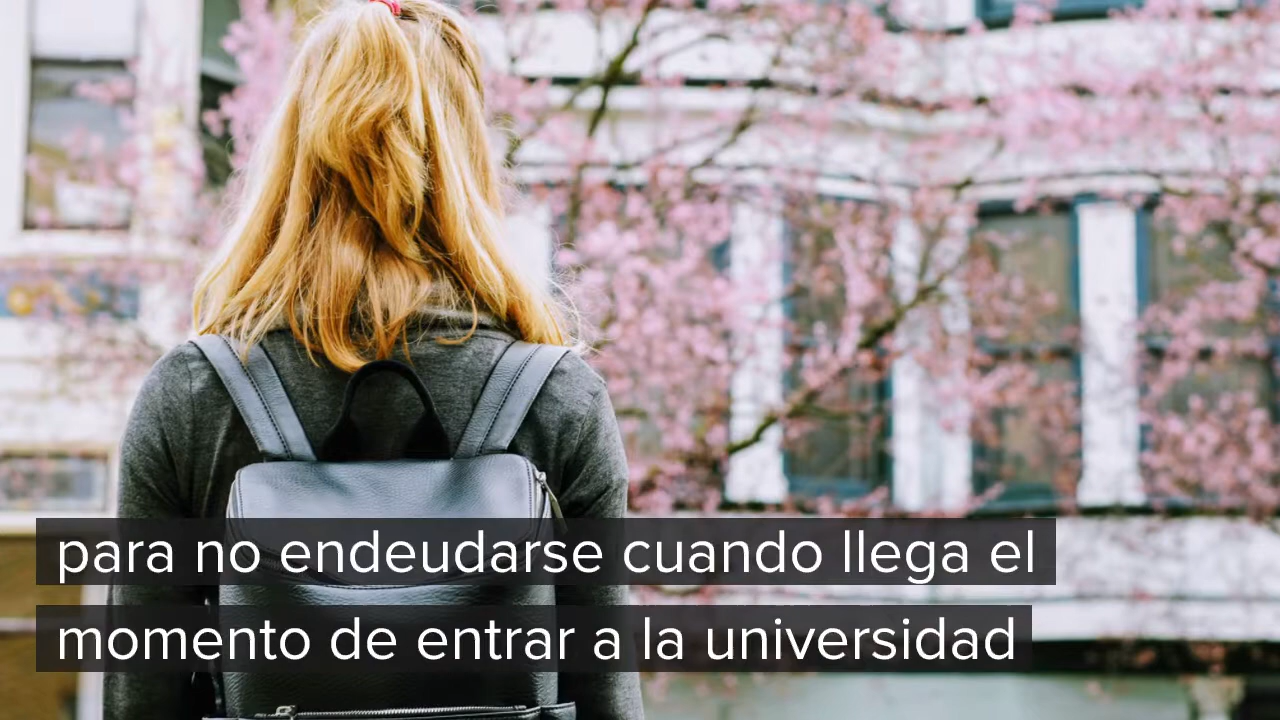 para no endeudarse cuando llega el
momento de entrar a la universidad